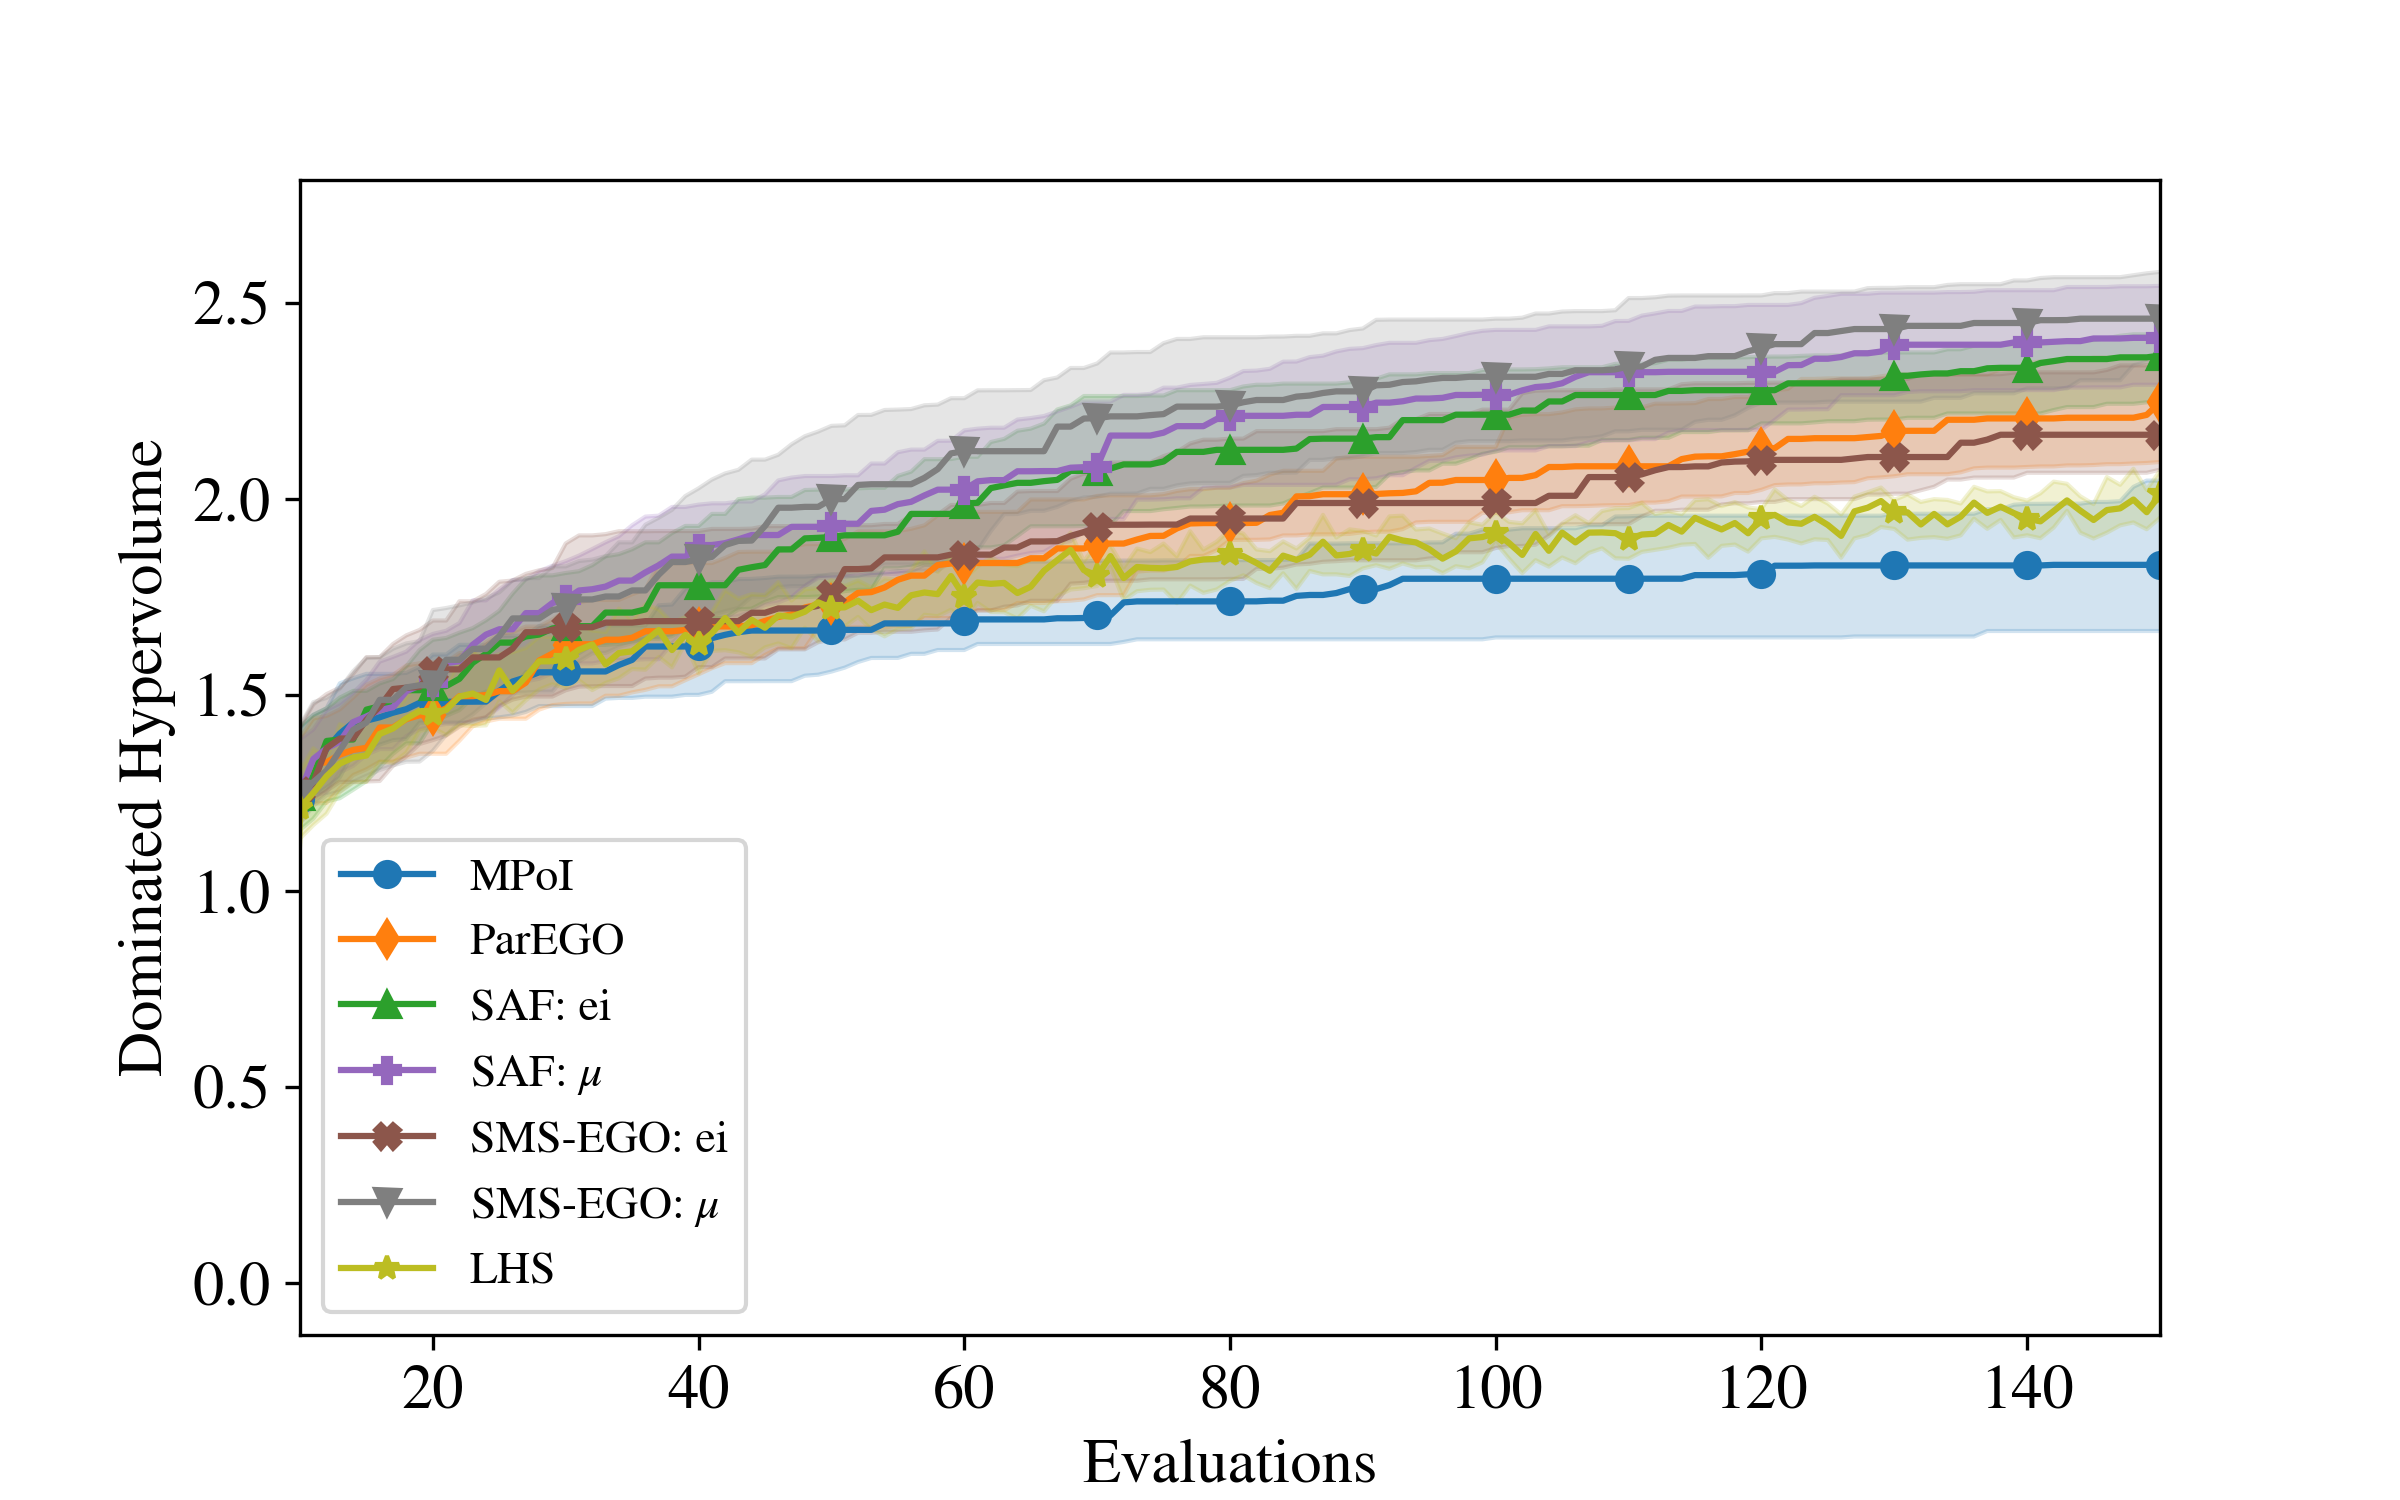 Dominated Hypervolume
2.5
2.0
1.5
1.0
0.5
0.0
MPoI
ParEGO
SAF: ei
SAF: μ
SMS-EGO: ei
SMS-EGO: μ
LHS
20 40 60 80 100 120 140
Evaluations